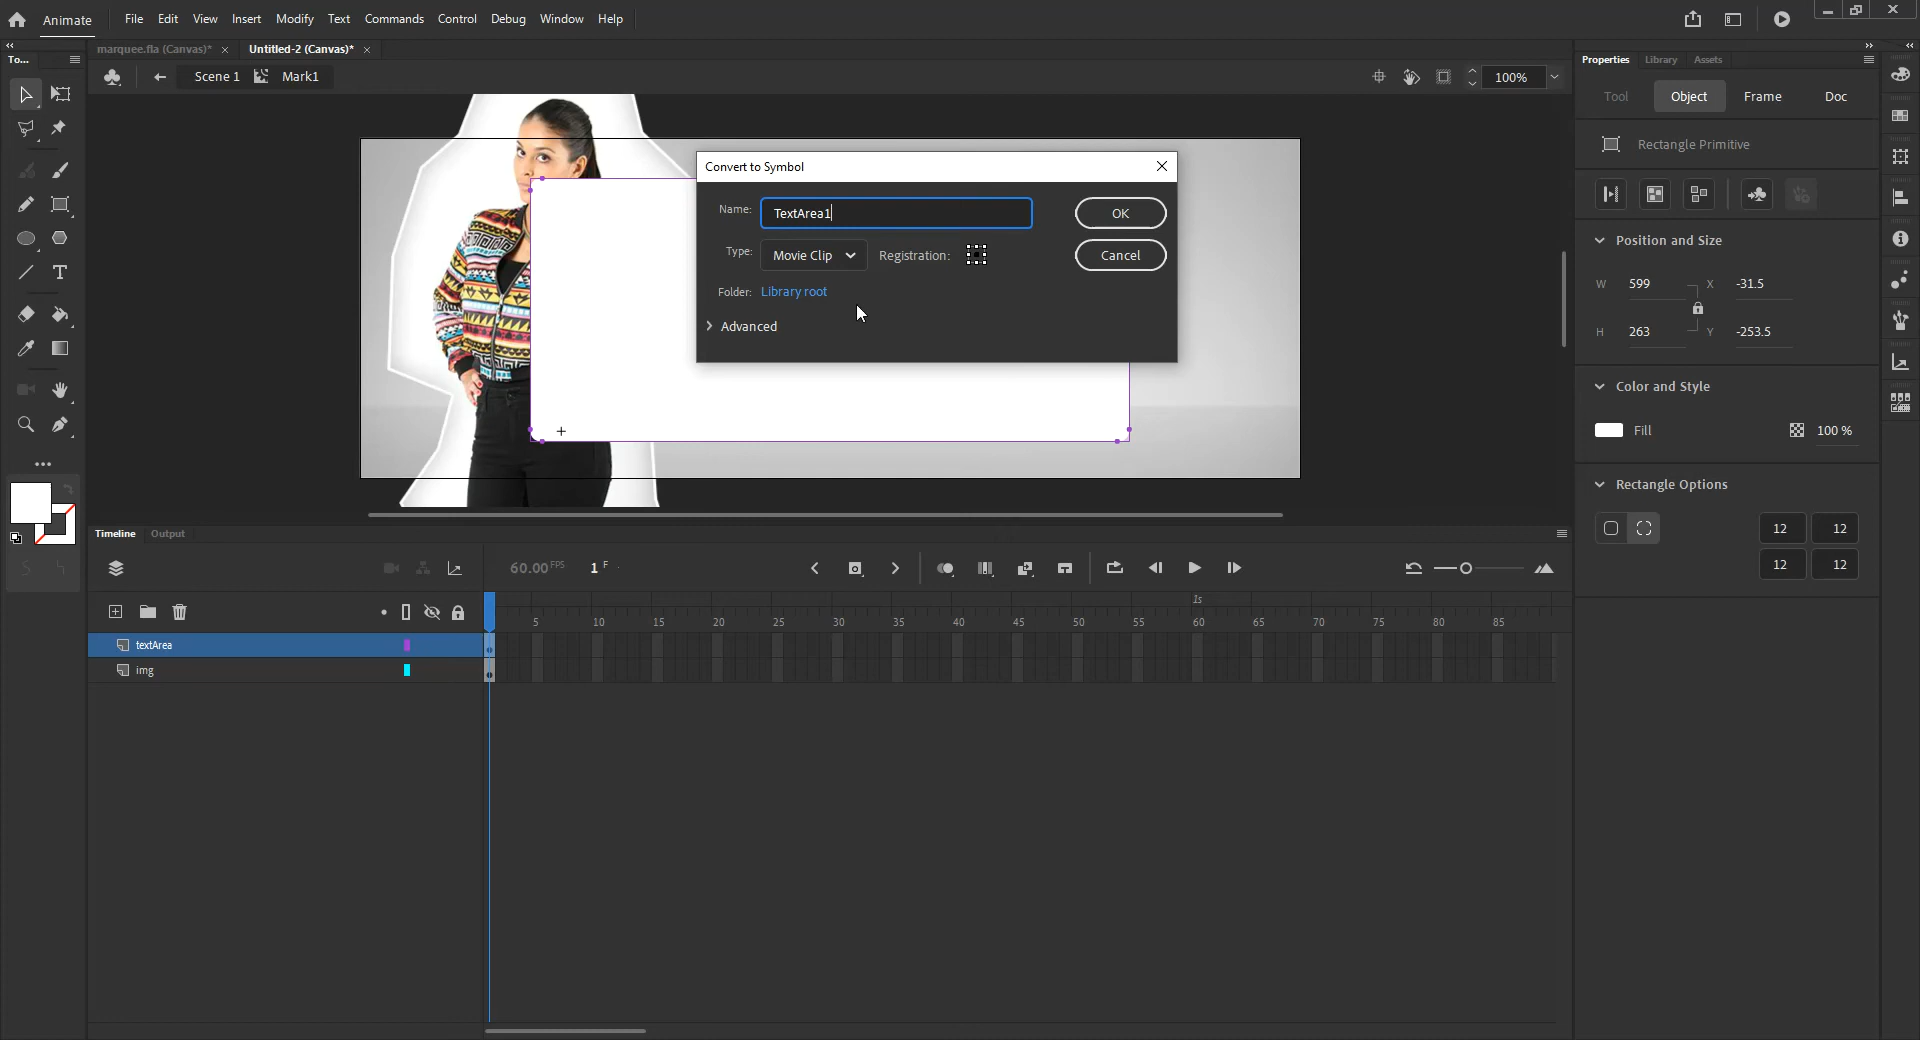 Animate File Edit View Insert Modify Text Commands Control Debug Window Help
marquee.fla (Canvas)* Untitled-2 (Canvas)*
Scene 1 Mark1 100%
To...
Convert to Symbol
Name: TextArea1 OK
Type: Movie Clip Registration: Cancel
Folder: Library root
Advanced
Properties Library Assets
Tool Object Frame Doc
Rectangle Primitive
Position and Size
W 599 X -31.5
H 263 Y -253.5
Color and Style
Fill 100 %
Rectangle Options
12 12
12 12
Timeline Output
60.00 FPS 1 F
1s
5 10 15 20 25 30 35 40 45 50 55 60 65 70 75 80 85
textArea
img